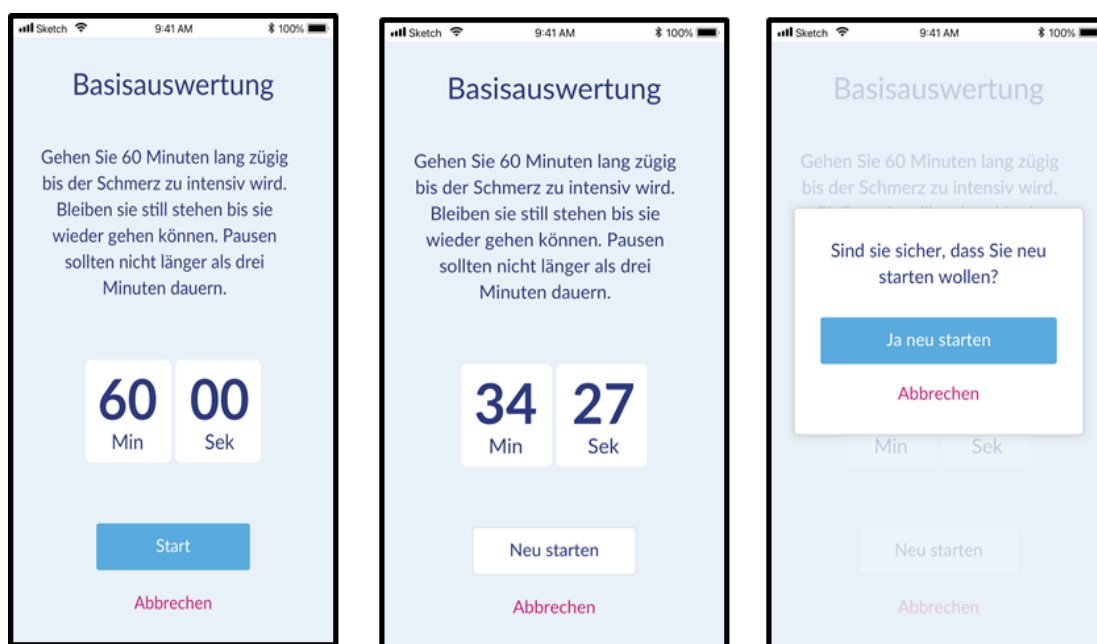 Sketch 9:41 AM 100%
Basisauswertung
Gehen Sie 60 Minuten lang zügig
bis der Schmerz zu intensiv wird.
Bleiben sie still stehen bis sie
wieder gehen können. Pausen
sollten nicht länger als drei
Minuten dauern.
60 00
Min Sek
Start
Abbrechen
Sketch 9:41 AM 100%
Basisauswertung
Gehen Sie 60 Minuten lang zügig
bis der Schmerz zu intensiv wird.
Bleiben sie still stehen bis sie
wieder gehen können. Pausen
sollten nicht länger als drei
Minuten dauern.
34 27
Min Sek
Neu starten
Abbrechen
Sketch 9:41 AM 100%
Basisauswertung
Gehen Sie 60 Minuten lang zügig
bis der Schmerz zu intensiv wird.
Sind sie sicher, dass Sie neu
starten wollen?
Ja neu starten
Abbrechen
Min Sek
Neu starten
Abbrechen